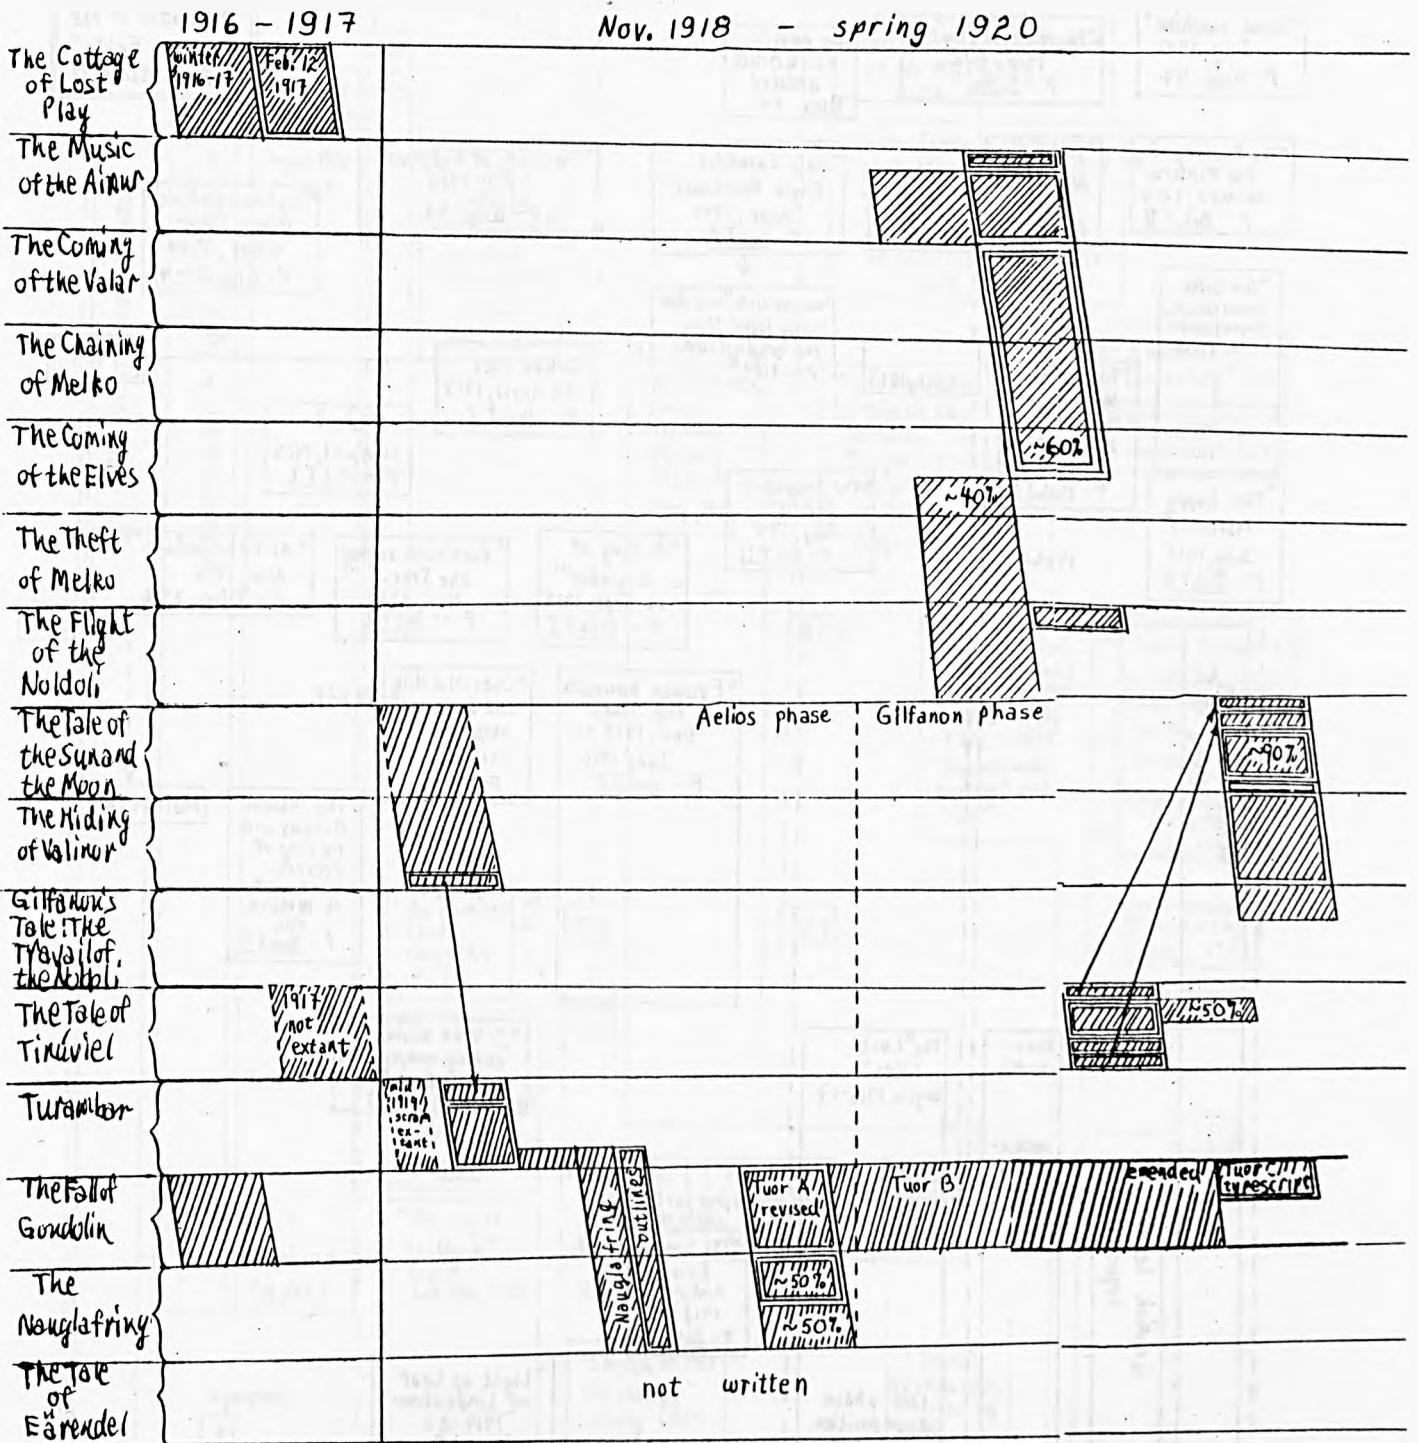 1916 - 1917
Nov. 1918 - spring 1920
The Cottage
of Lost
Play
winter
1916-17
Feb. 12
1917
The Music
of the Ainur
The Coming
of the Valar
The Chaining
of Melko
The Coming
of the Elves
~60%
~40%
The Theft
of Melko
The Flight
of the
Noldoli
The Tale of
the Sun and
the Moon
Aelios phase
Gilfanon phase
~90%
The Hiding
of Valinor
Gilfanon's
Tale: The
Travail of
the Noldoli
The Tale of
Tinúviel
1917
not
extant
~50%
Turambar
mid
1919
scrap
ex-
tant
The Fall of
Gondolin
Nauglafring
outlines
Tuor A
revised
Tuor B
emended
Tuor C
typescript
The
Nauglafring
~50%
~50%
The Tale
of
Eärendel
not written